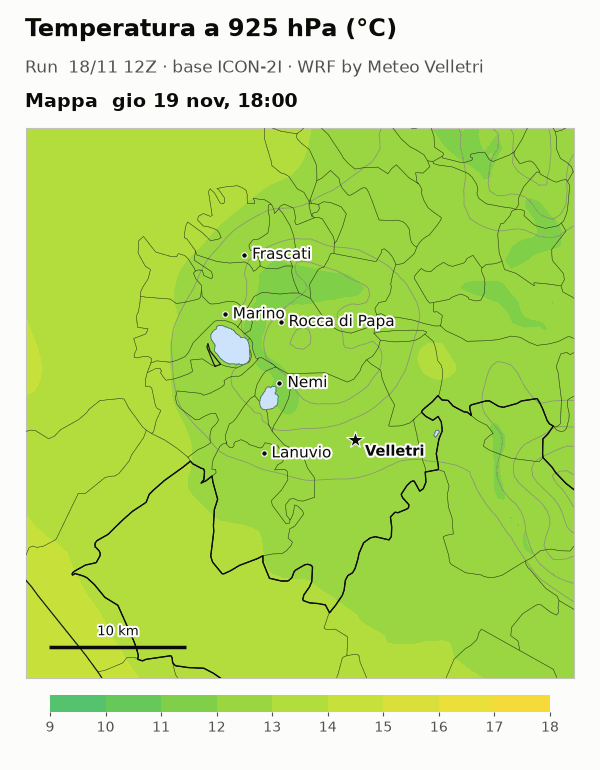 Temperatura a 925 hPa (°C)
Run 18/11 12Z · base ICON-2I · WRF by Meteo Velletri
Mappa gio 19 nov, 18:00
Frascati
Marino
Rocca di Papa
Nemi
Velletri
Lanuvio
10 km
9 10 11 12 13 14 15 16 17 18